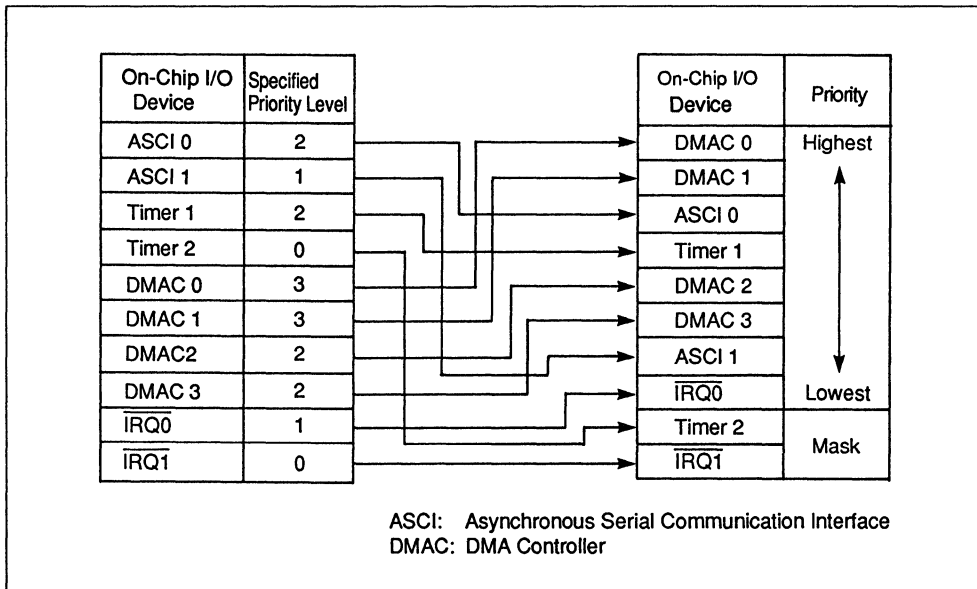 On-Chip I/O Device Specified Priority Level
ASCI 0 2
ASCI 1 1
Timer 1 2
Timer 2 0
DMAC 0 3
DMAC 1 3
DMAC2 2
DMAC 3 2
IRQ0 1
IRQ1 0
On-Chip I/O Device Priority
DMAC 0 Highest
DMAC 1
ASCI 0
Timer 1
DMAC 2
DMAC 3
ASCI 1
IRQ0 Lowest
Timer 2 Mask
IRQ1
ASCI: Asynchronous Serial Communication Interface
DMAC: DMA Controller